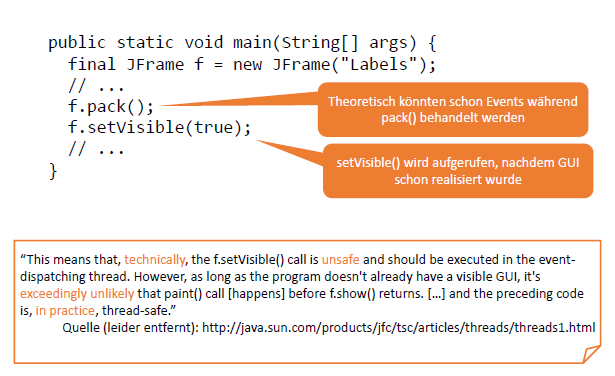 public static void main(String[] args) {
final JFrame f = new JFrame("Labels");
// ...
f.pack();
f.setVisible(true);
// ...
}
Theoretisch könnten schon Events während
pack() behandelt werden
setVisible() wird aufgerufen, nachdem GUI
schon realisiert wurde
“This means that, technically, the f.setVisible() call is unsafe and should be executed in the event-
dispatching thread. However, as long as the program doesn't already have a visible GUI, it's
exceedingly unlikely that paint() call [happens] before f.show() returns. […] and the preceding code
is, in practice, thread-safe.”
Quelle (leider entfernt): http://java.sun.com/products/jfc/tsc/articles/threads/threads1.html